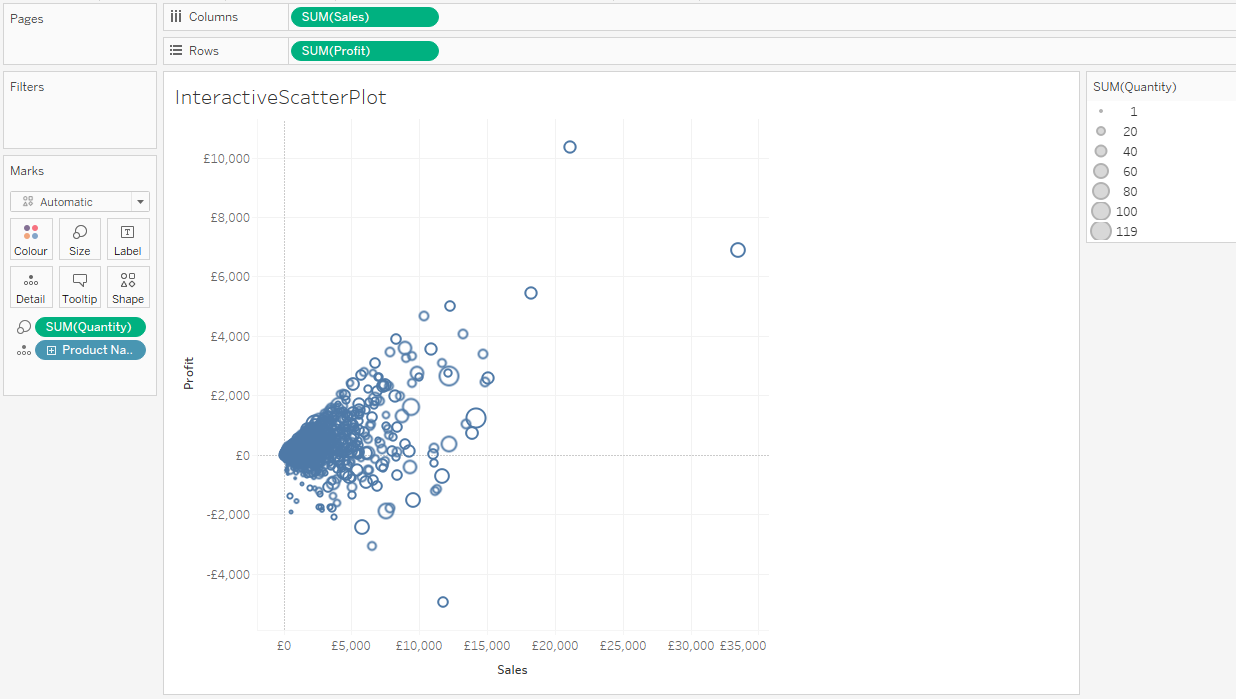 Pages
Columns SUM(Sales)
Rows SUM(Profit)
Filters
Marks
Automatic
Colour Size Label
Detail Tooltip Shape
SUM(Quantity)
Product Na..
InteractiveScatterPlot
£10,000
£8,000
£6,000
£4,000
£2,000
£0
-£2,000
-£4,000
Profit
£0 £5,000 £10,000 £15,000 £20,000 £25,000 £30,000 £35,000
Sales
SUM(Quantity)
1
20
40
60
80
100
119